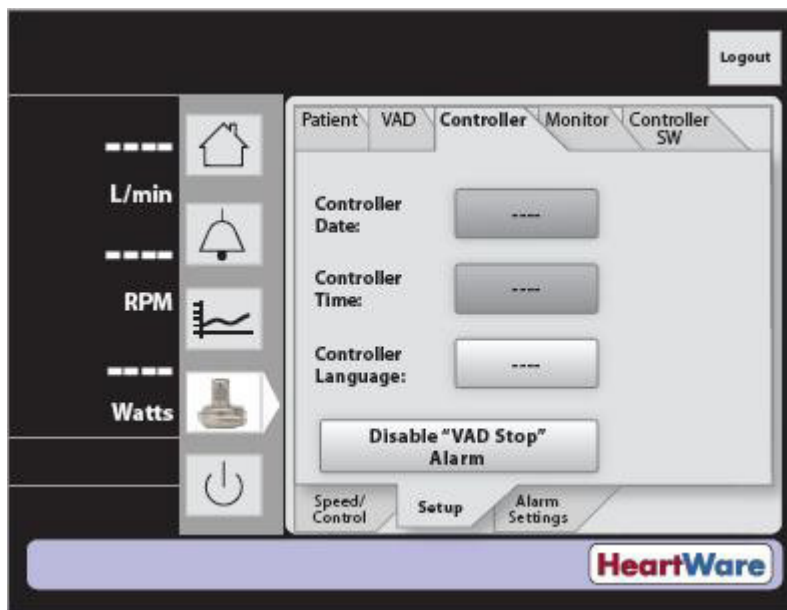 Logout
----
L/min
----
RPM
----
Watts
Patient
VAD
Controller
Monitor
Controller
SW
Controller
Date:
----
Controller
Time:
----
Controller
Language:
----
Disable "VAD Stop"
Alarm
Speed/
Control
Setup
Alarm
Settings
HeartWare